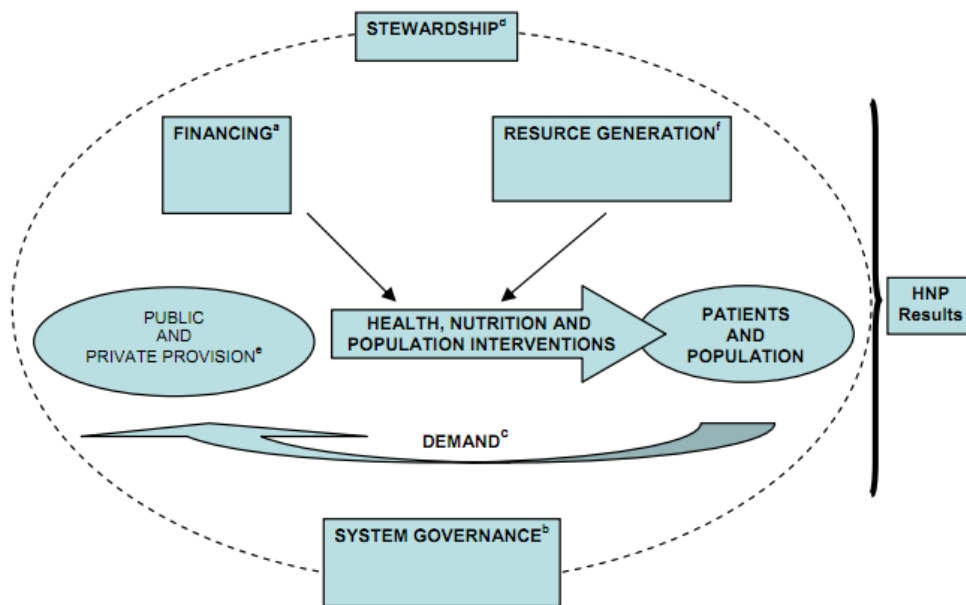 STEWARDSHIPᵈ
FINANCINGᵃ
RESURCE GENERATIONᶠ
HNP
Results
PUBLIC
AND
PRIVATE PROVISIONᵉ
HEALTH, NUTRITION AND
POPULATION INTERVENTIONS
PATIENTS
AND
POPULATION
DEMANDᶜ
SYSTEM GOVERNANCEᵇ